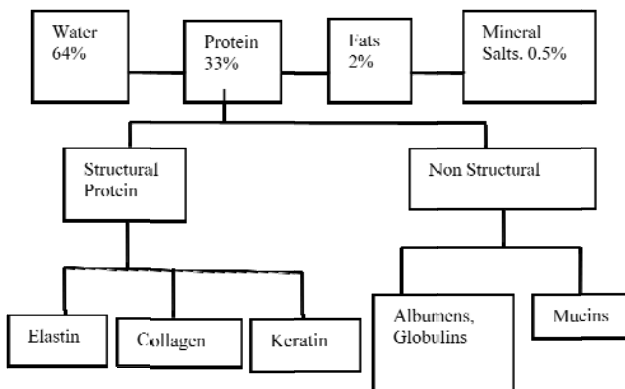 Water
64%
Protein
33%
Fats
2%
Mineral
Salts. 0.5%
Structural
Protein
Non Structural
Elastin
Collagen
Keratin
Albumens,
Globulins
Mucins